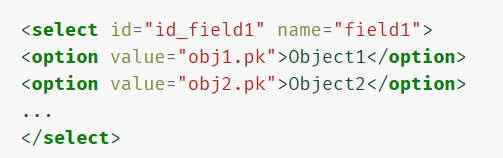 <select id="id_field1" name="field1">
<option value="obj1.pk">Object1</option>
<option value="obj2.pk">Object2</option>
...
</select>